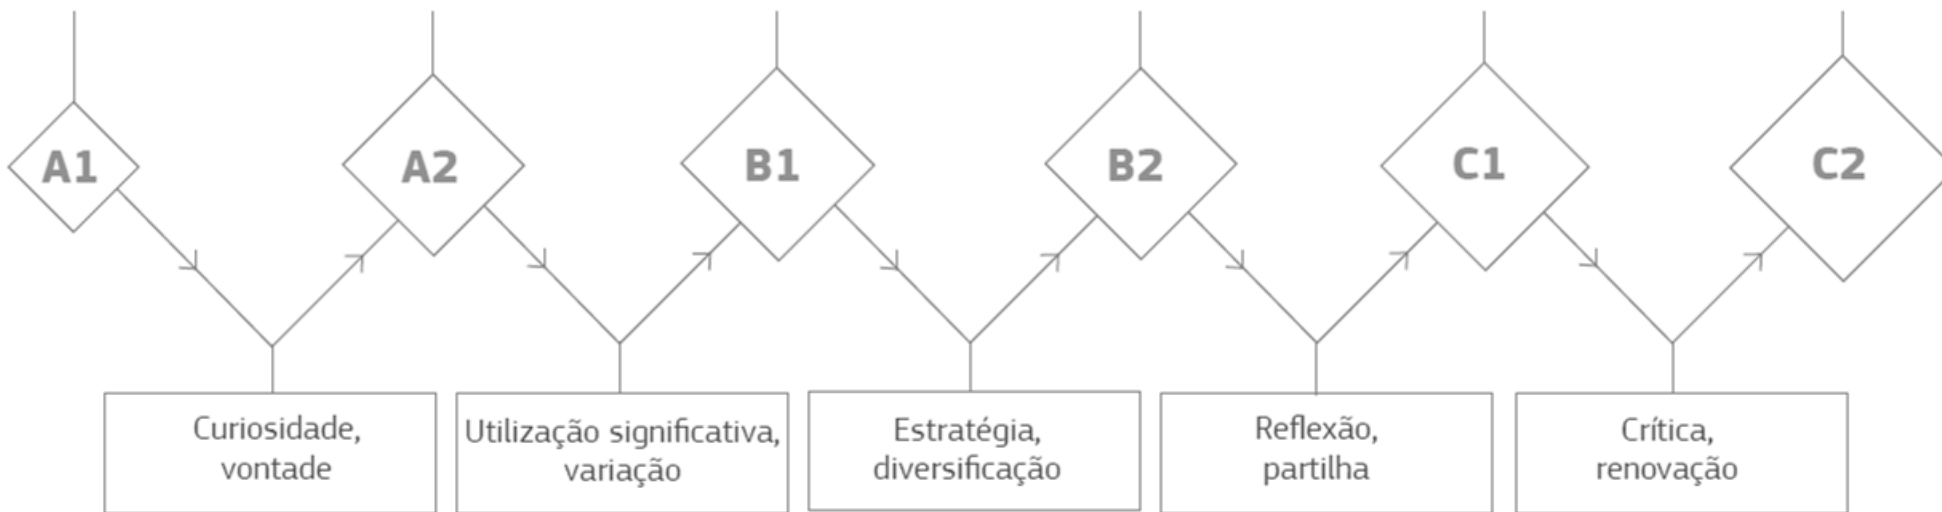 A1
A2
B1
B2
C1
C2
Curiosidade,
vontade
Utilização significativa,
variação
Estratégia,
diversificação
Reflexão,
partilha
Crítica,
renovação